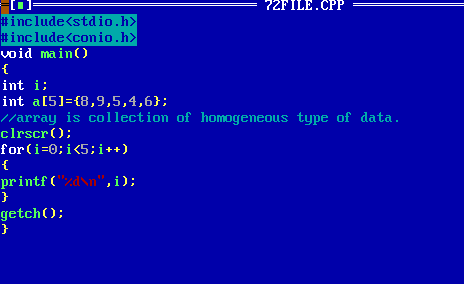 [■] 72FILE.CPP
#include<stdio.h>
#include<conio.h>
void main()
{
int i;
int a[5]={8,9,5,4,6};
//array is collection of homogeneous type of data.
clrscr();
for(i=0;i<5;i++)
{
printf("%d\n",i);
}
getch();
}